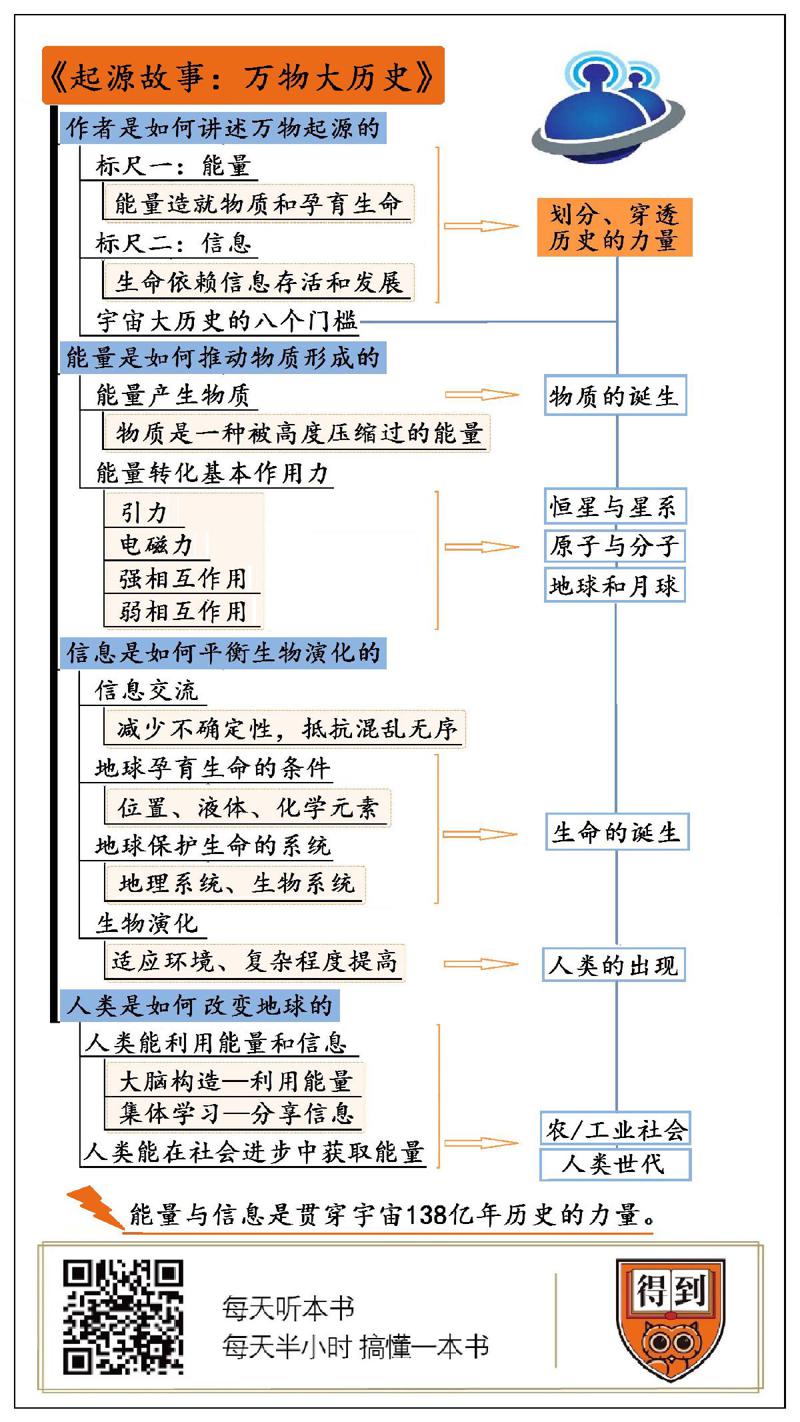 《起源故事：万物大历史》
作者是如何讲述万物起源的
标尺一：能量
能量造就物质和孕育生命
标尺二：信息
生命依赖信息存活和发展
宇宙大历史的八个门槛
划分、穿透
历史的力量
能量是如何推动物质形成的
能量产生物质
物质是一种被高度压缩过的能量
物质的诞生
能量转化基本作用力
引力
电磁力
强相互作用
弱相互作用
恒星与星系
原子与分子
地球和月球
信息是如何平衡生物演化的
信息交流
减少不确定性，抵抗混乱无序
地球孕育生命的条件
位置、液体、化学元素
地球保护生命的系统
地理系统、生物系统
生命的诞生
生物演化
适应环境、复杂程度提高
人类的出现
人类是如何改变地球的
人类能利用能量和信息
大脑构造—利用能量
集体学习—分享信息
人类能在社会进步中获取能量
农/工业社会
人类世代
能量与信息是贯穿宇宙138亿年历史的力量。
每天听本书
每天半小时 搞懂一本书
得到